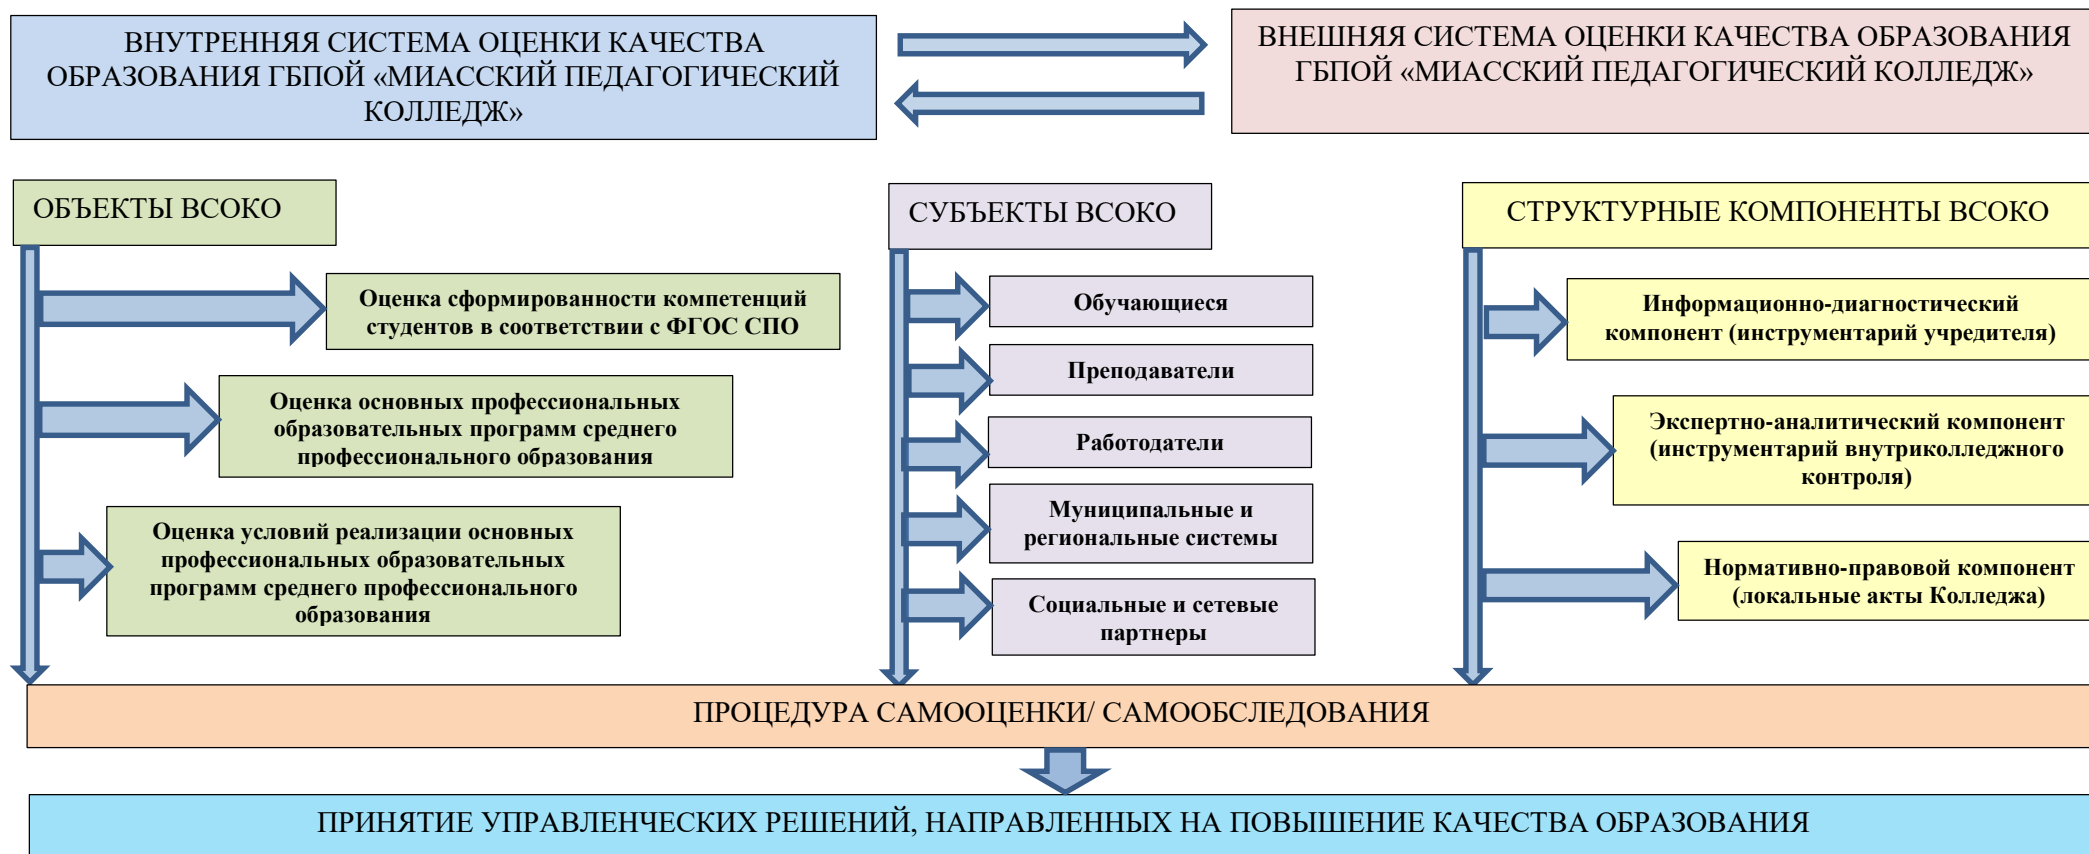 ВНУТРЕННЯЯ СИСТЕМА ОЦЕНКИ КАЧЕСТВА
ОБРАЗОВАНИЯ ГБПОЙ «МИАССКИЙ ПЕДАГОГИЧЕСКИЙ
КОЛЛЕДЖ»
ВНЕШНЯЯ СИСТЕМА ОЦЕНКИ КАЧЕСТВА ОБРАЗОВАНИЯ
ГБПОЙ «МИАССКИЙ ПЕДАГОГИЧЕСКИЙ КОЛЛЕДЖ»
ОБЪЕКТЫ ВСОКО
Оценка сформированности компетенций
студентов в соответствии с ФГОС СПО
Оценка основных профессиональных
образовательных программ среднего
профессионального образования
Оценка условий реализации основных
профессиональных образовательных
программ среднего профессионального
образования
СУБЪЕКТЫ ВСОКО
Обучающиеся
Преподаватели
Работодатели
Муниципальные и
региональные системы
Социальные и сетевые
партнеры
СТРУКТУРНЫЕ КОМПОНЕНТЫ ВСОКО
Информационно-диагностический
компонент (инструментарий учредителя)
Экспертно-аналитический компонент
(инструментарий внутриколледжного
контроля)
Нормативно-правовой компонент
(локальные акты Колледжа)
ПРОЦЕДУРА САМООЦЕНКИ/ САМООБСЛЕДОВАНИЯ
ПРИНЯТИЕ УПРАВЛЕНЧЕСКИХ РЕШЕНИЙ, НАПРАВЛЕННЫХ НА ПОВЫШЕНИЕ КАЧЕСТВА ОБРАЗОВАНИЯ